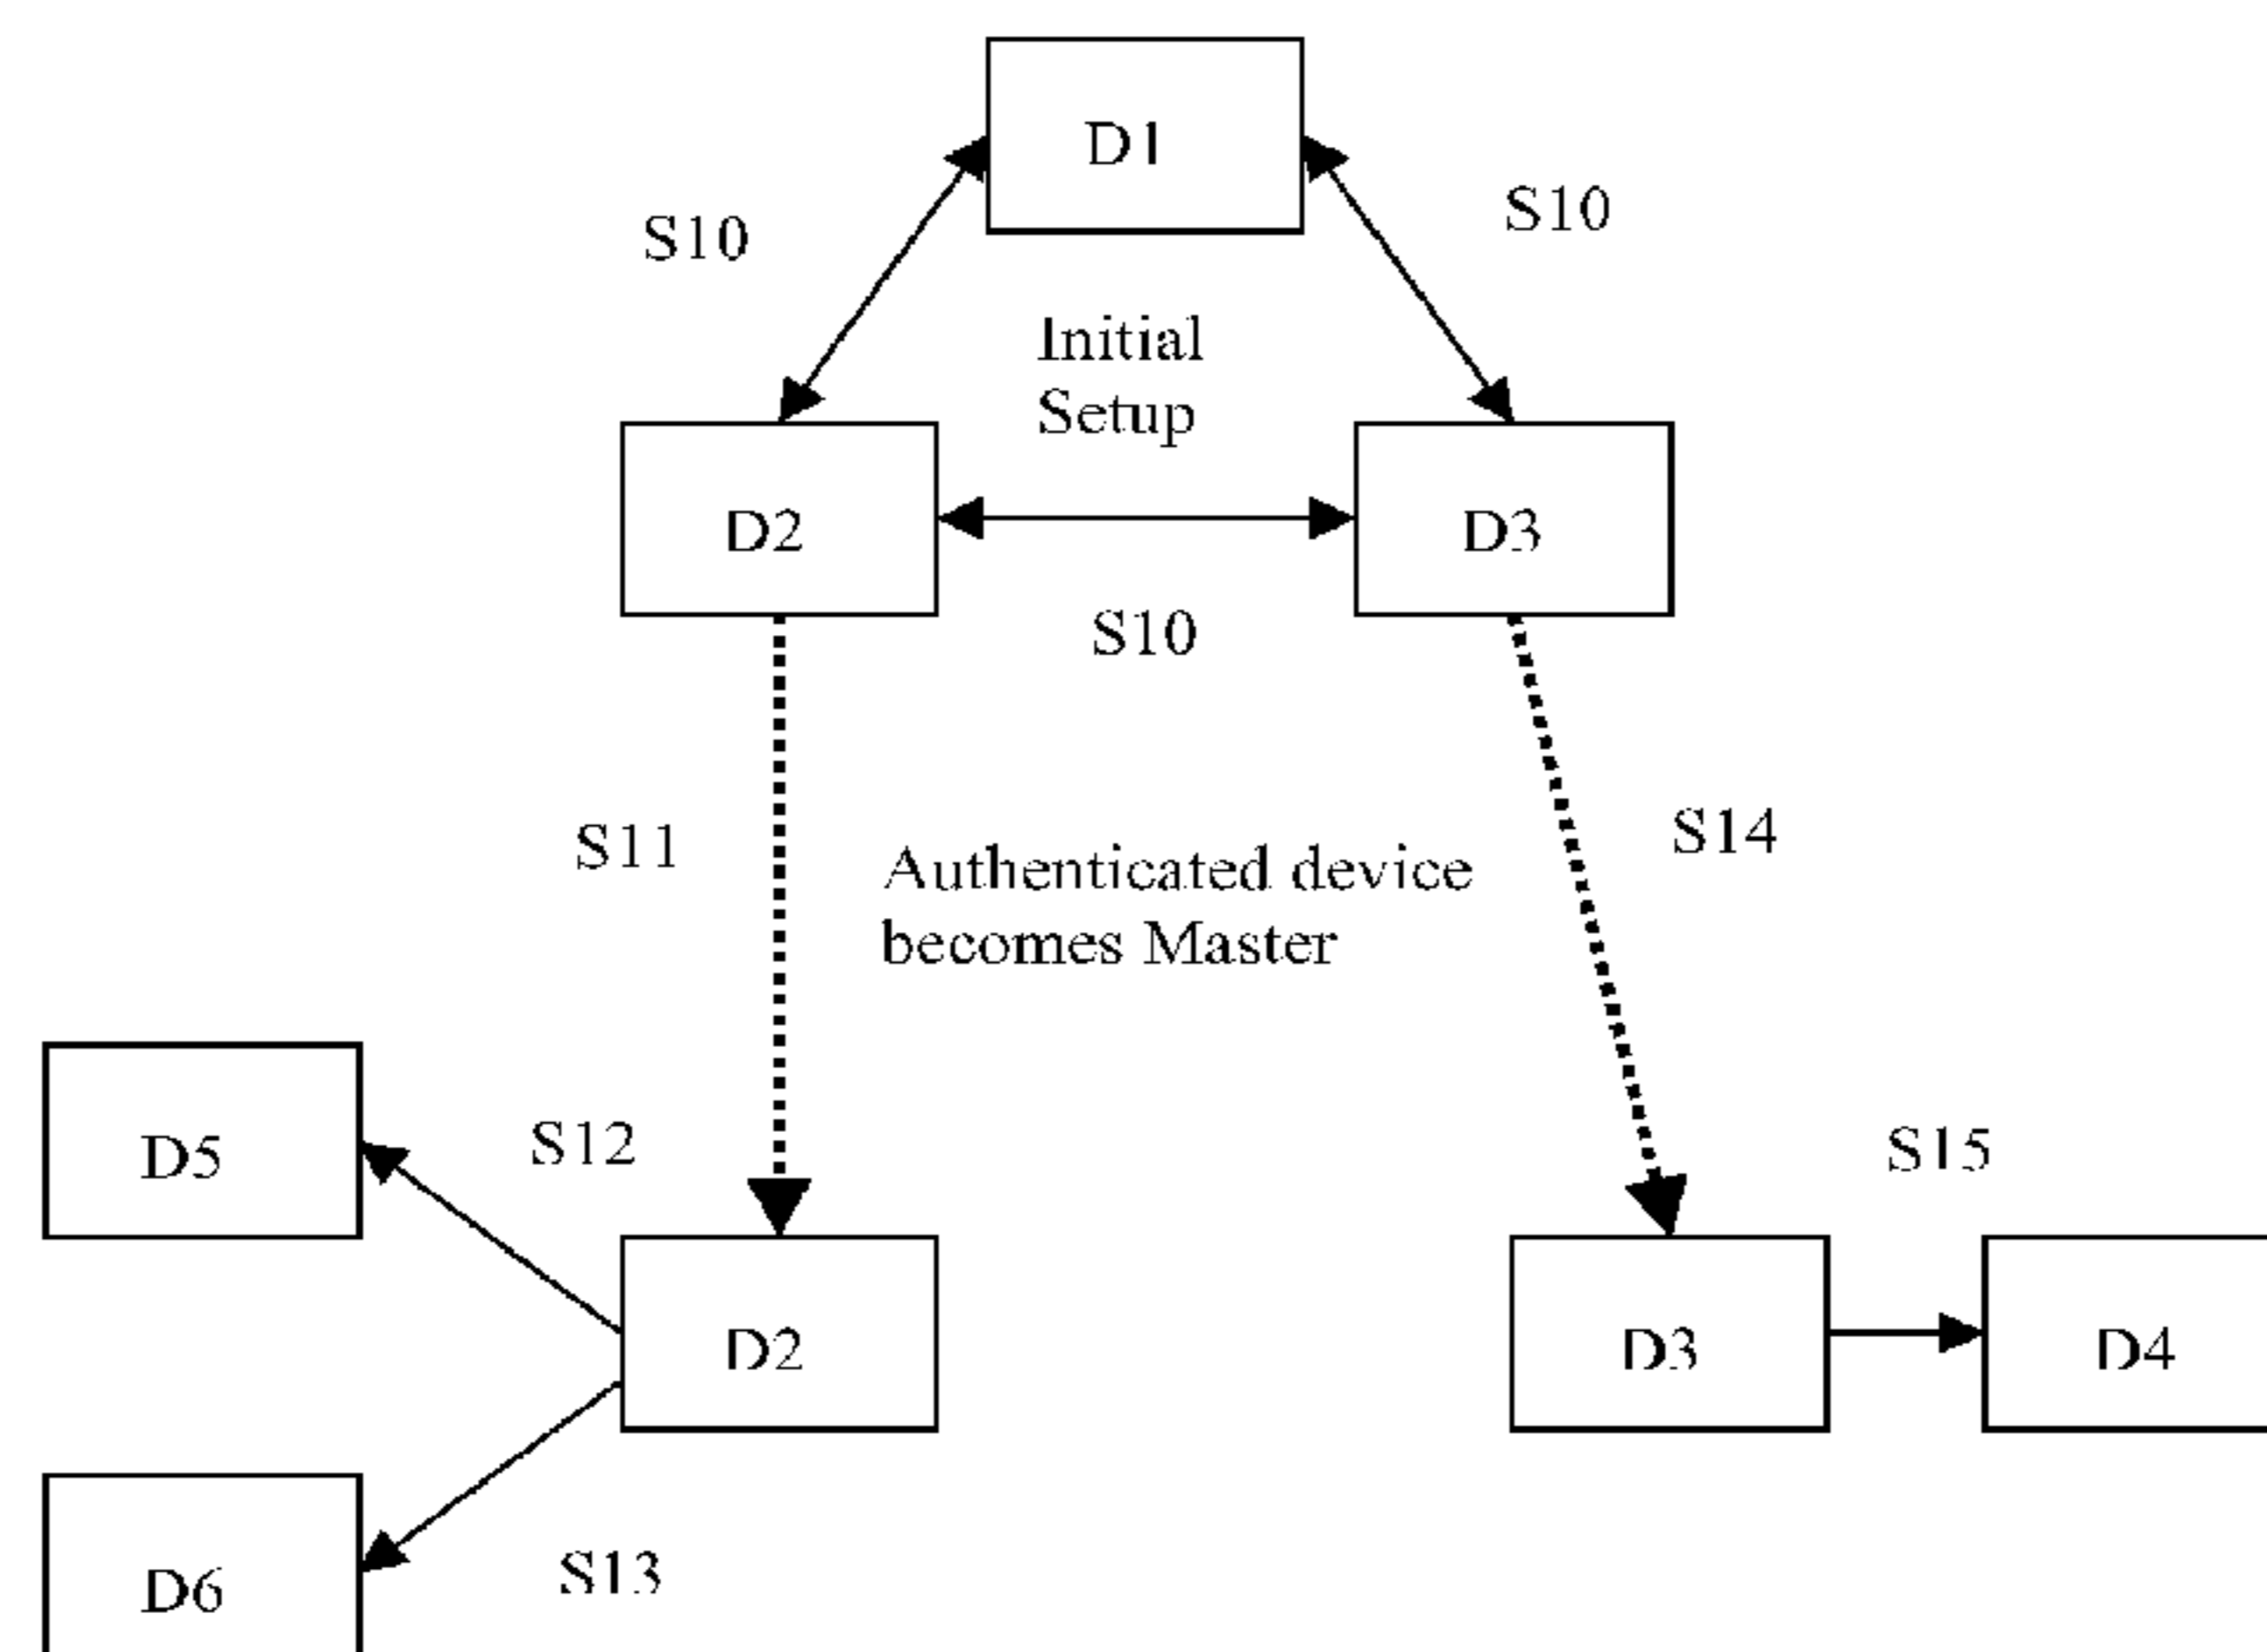 D1
S10
S10
Initial
Setup
D2
D3
S10
S11
S14
Authenticated device
becomes Master
S12
S15
D5
D2
D3
D4
S13
D6